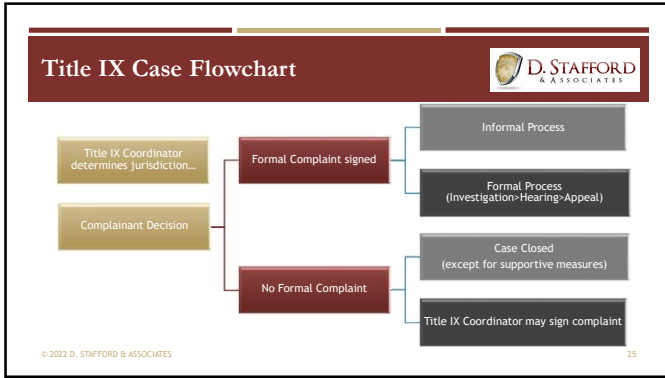 Title IX Case Flowchart
D. STAFFORD
& ASSOCIATES
Title IX Coordinator
determines jurisdiction…
Complainant Decision
Formal Complaint signed
No Formal Complaint
Informal Process
Formal Process
(Investigation>Hearing>Appeal)
Case Closed
(except for supportive measures)
Title IX Coordinator may sign complaint
© 2022 D. STAFFORD & ASSOCIATES
25